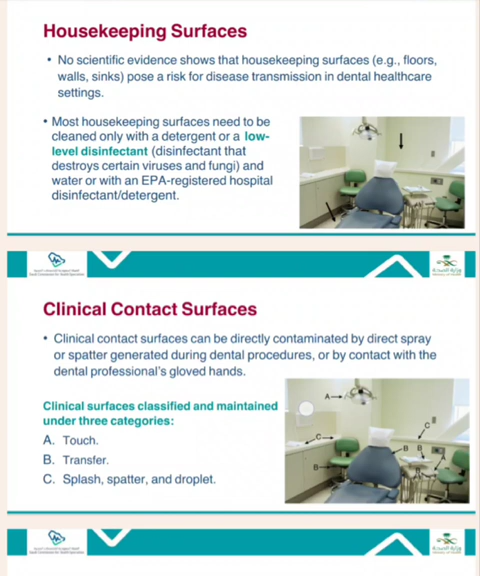 Housekeeping Surfaces
• No scientific evidence shows that housekeeping surfaces (e.g., floors,
walls, sinks) pose a risk for disease transmission in dental healthcare
settings.
• Most housekeeping surfaces need to be
cleaned only with a detergent or a low-
level disinfectant (disinfectant that
destroys certain viruses and fungi) and
water or with an EPA-registered hospital
disinfectant/detergent.
وزارة الصحة
Clinical Contact Surfaces
• Clinical contact surfaces can be directly contaminated by direct spray
or spatter generated during dental procedures, or by contact with the
dental professional's gloved hands.
Clinical surfaces classified and maintained
under three categories:
A. Touch.
B. Transfer.
C. Splash, spatter, and droplet.
A
C
C
B
B
B
A
وزارة الصحة